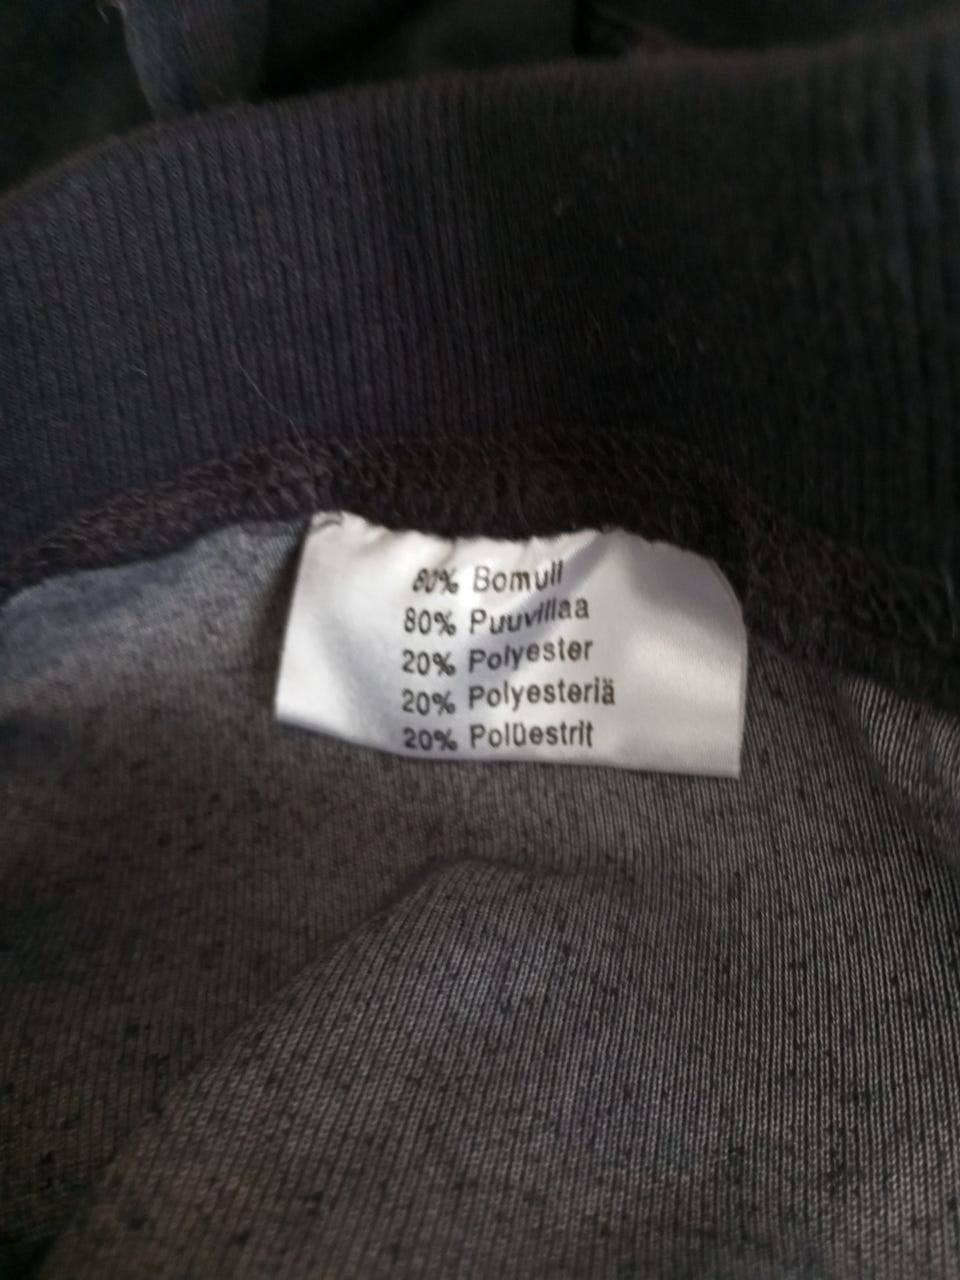 80% Bomull
80% Puuvillaa
20% Polyester
20% Polyesteriä
20% Polüestrit